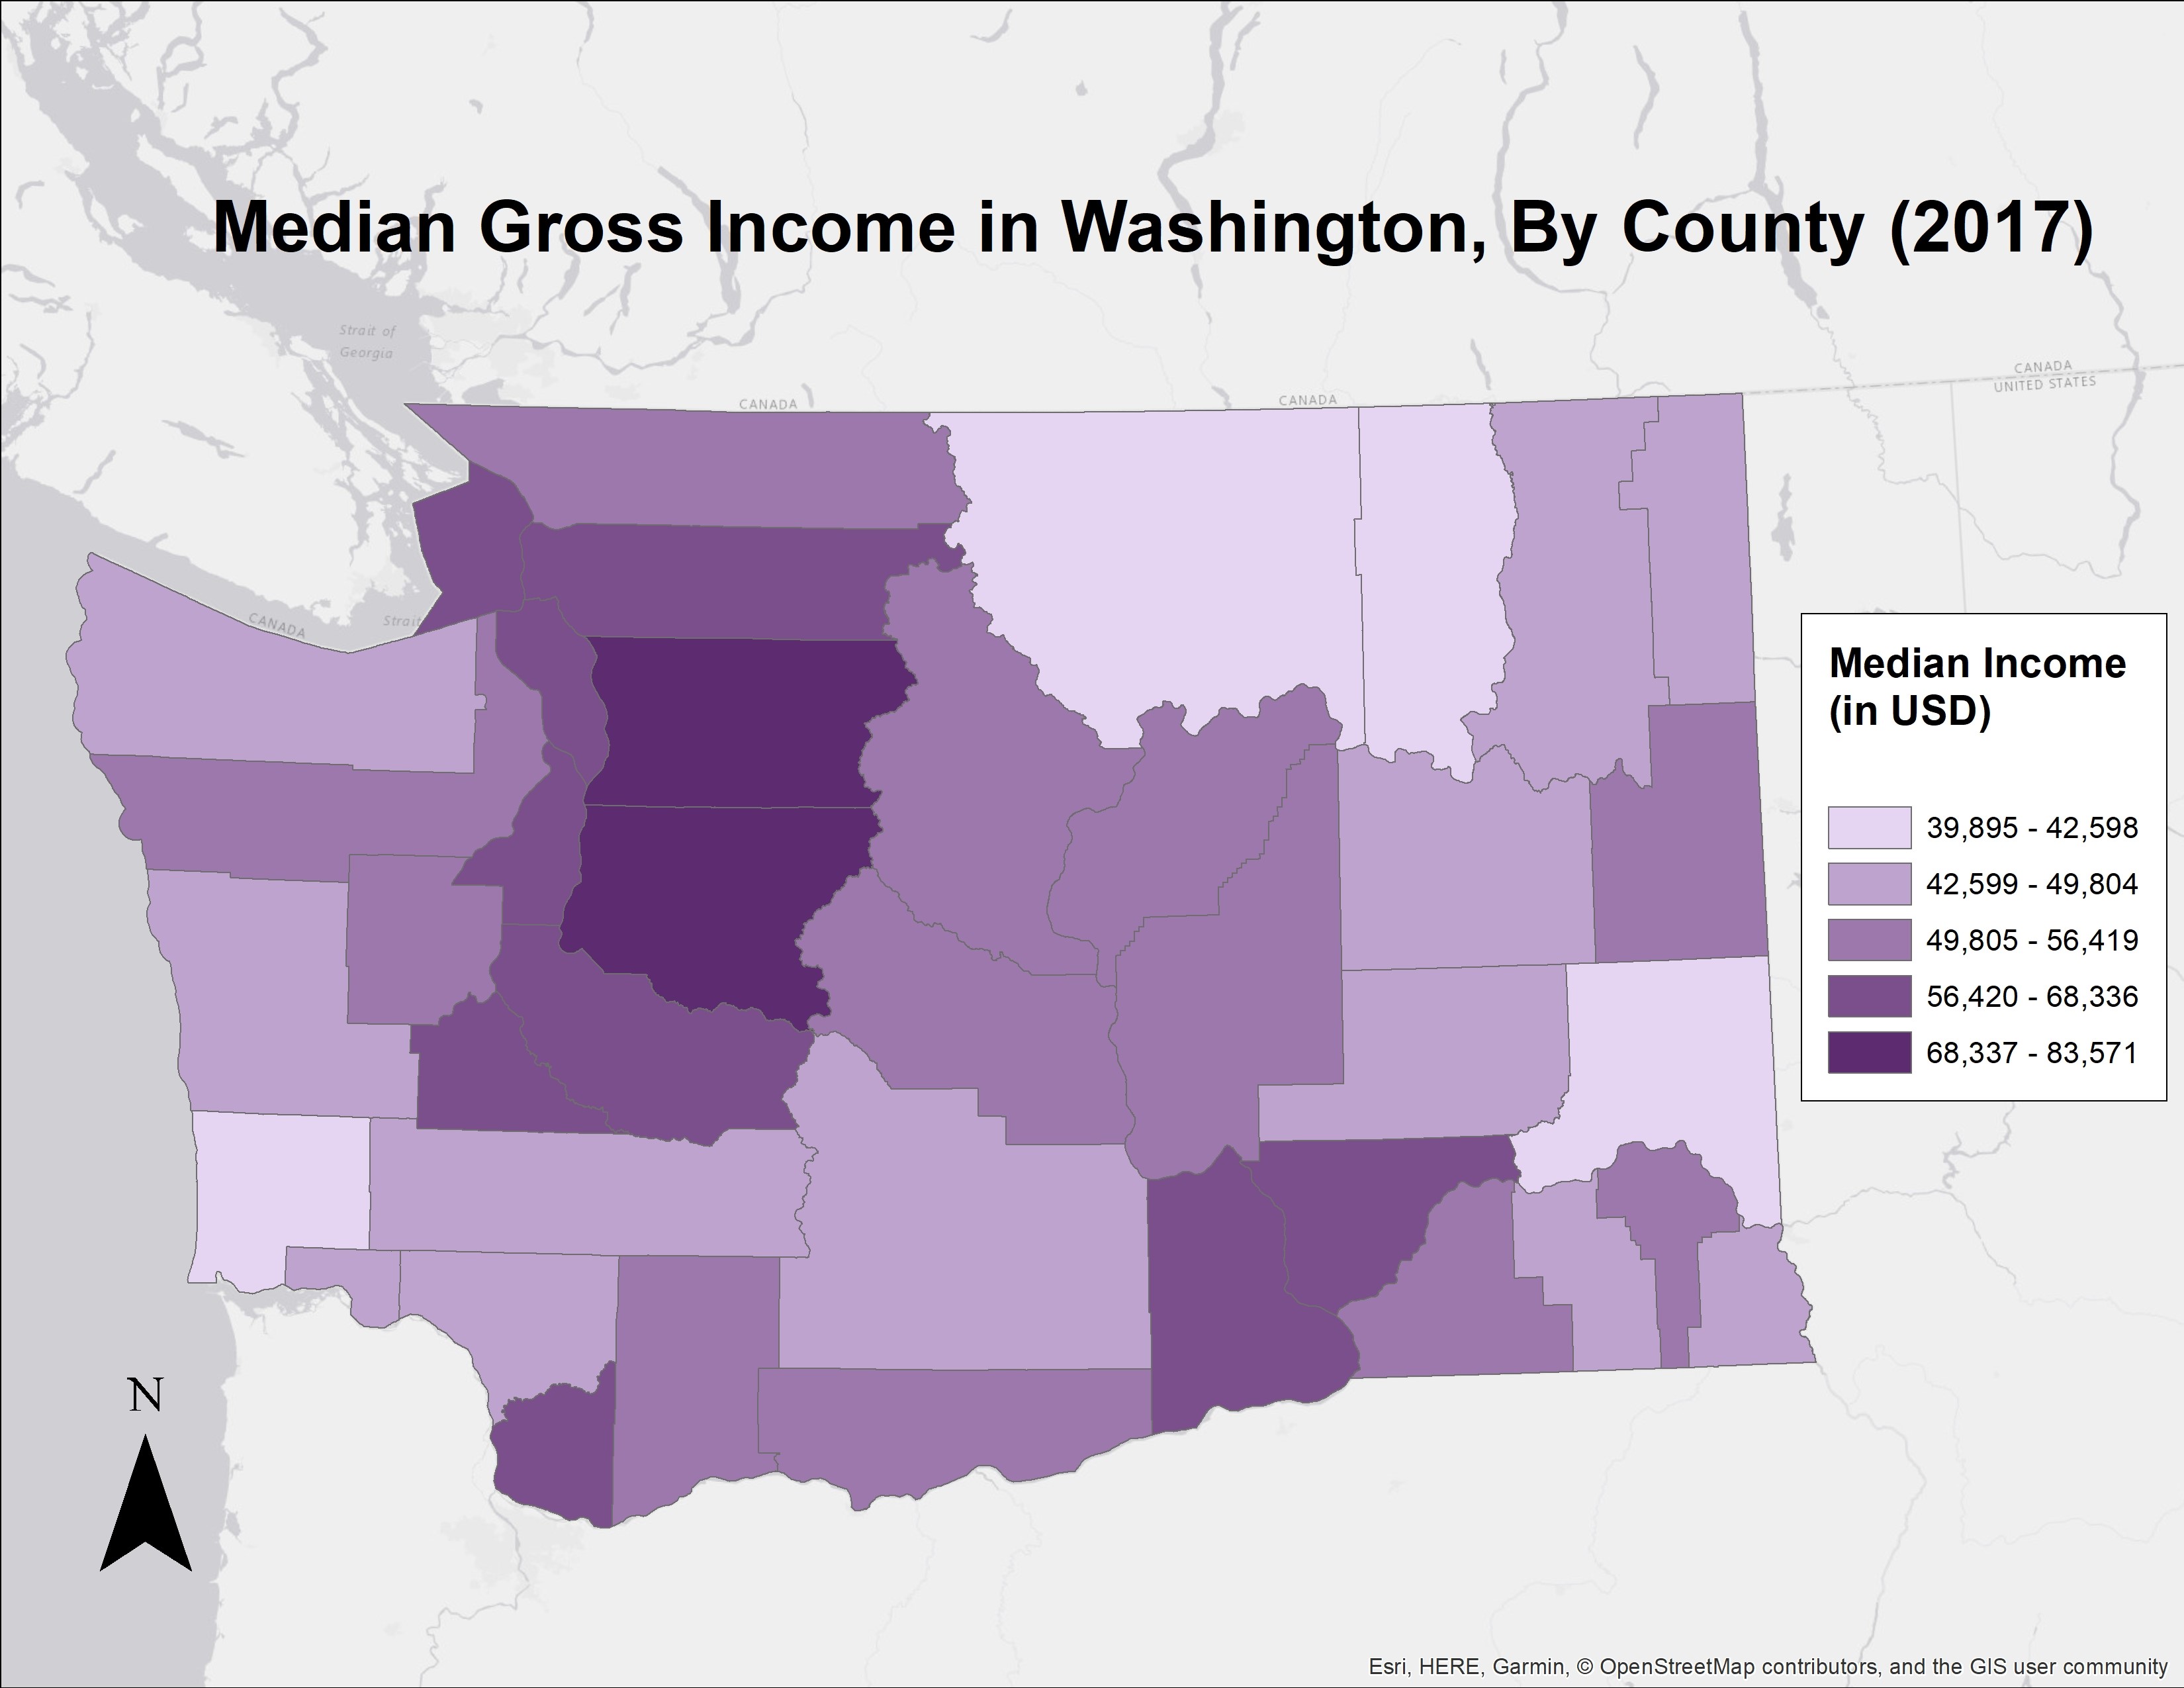 Median Gross Income in Washington, By County (2017)
Strait of
Georgia
CANADA
UNITED STATES
CANADA
CANADA
CANADA
Strait
Median Income
(in USD)
39,895 - 42,598
42,599 - 49,804
49,805 - 56,419
56,420 - 68,336
68,337 - 83,571
N
Esri, HERE, Garmin, © OpenStreetMap contributors, and the GIS user community